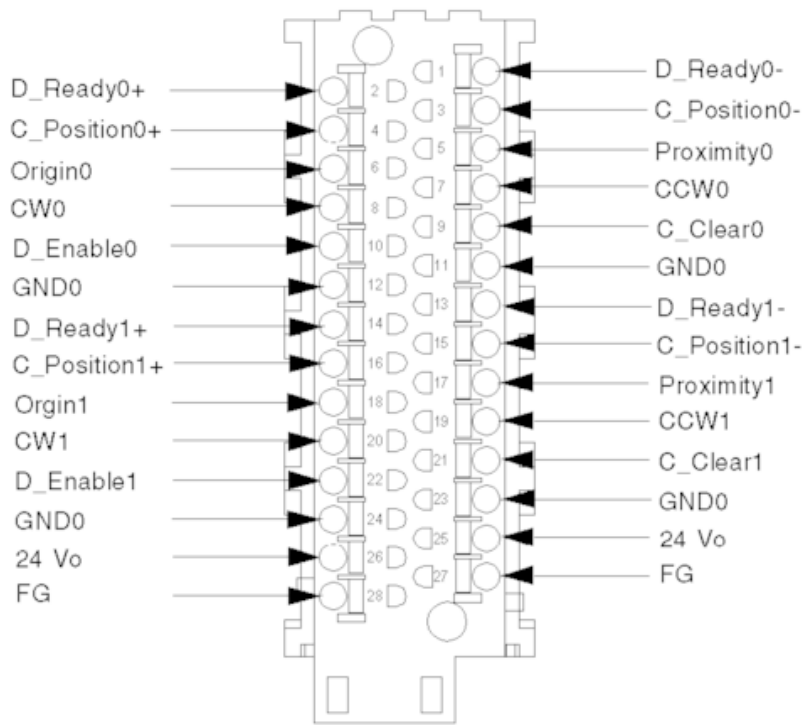 D_Ready0+ 2 1 D_Ready0-
C_Position0+ 4 3 C_Position0-
Origin0 6 5 Proximity0
CW0 8 7 CCW0
D_Enable0 10 9 C_Clear0
GND0 12 11 GND0
D_Ready1+ 14 13 D_Ready1-
C_Position1+ 16 15 C_Position1-
Orgin1 18 17 Proximity1
CW1 20 19 CCW1
D_Enable1 22 21 C_Clear1
GND0 24 23 GND0
24 Vo 26 25 24 Vo
FG 28 27 FG